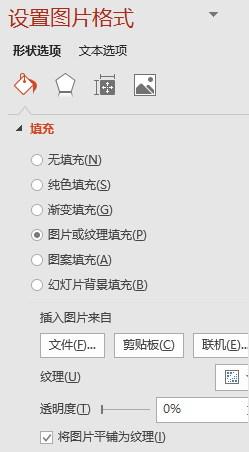 设置图片格式
形状选项 文本选项
填充
无填充(N)
纯色填充(S)
渐变填充(G)
图片或纹理填充(P)
图案填充(A)
幻灯片背景填充(B)
插入图片来自
文件(F)... 剪贴板(C) 联机(E)...
纹理(U)
透明度(T) 0%
将图片平铺为纹理(I)